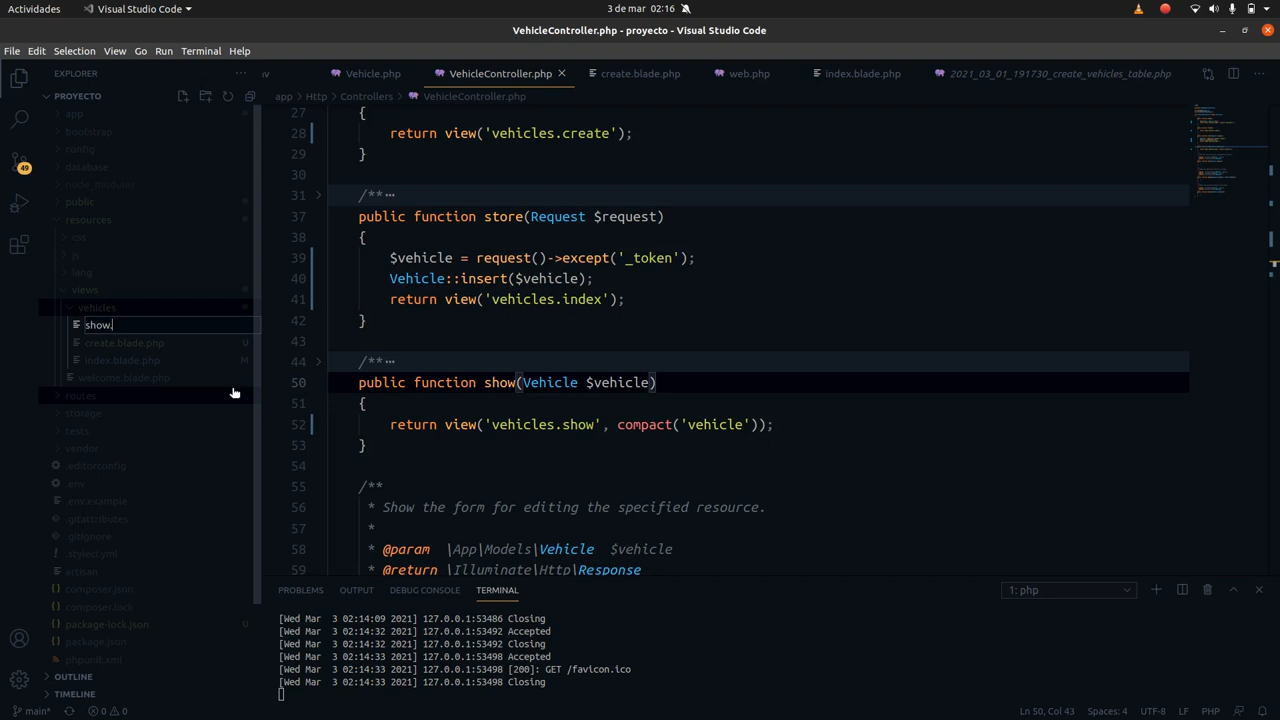 Actividades
Visual Studio Code
3 de mar 02:16
VehicleController.php - proyecto - Visual Studio Code
File Edit Selection View Go Run Terminal Help
EXPLORER
Vehicle.php
VehicleController.php
create.blade.php
web.php
index.blade.php
2021_03_01_191730_create_vehicles_table.php
PROYECTO
app > Http > Controllers > VehicleController.php
app
bootstrap
config
database
node_modules
public
resources
css
js
lang
views
vehicles
show.
create.blade.php U
index.blade.php M
welcome.blade.php
routes
storage
tests
vendor
.editorconfig
.env
.env.example
.gitattributes
.gitignore
.styleci.yml
artisan
composer.json
composer.lock
package-lock.json U
package.json
phpunit.xml
OUTLINE
TIMELINE
49
27 {
28 return view('vehicles.create');
29 }
30
31 /**⋯
37 public function store(Request $request)
38 {
39 $vehicle = request()->except('_token');
40 Vehicle::insert($vehicle);
41 return view('vehicles.index');
42 }
43
44 /**⋯
50 public function show(Vehicle $vehicle)
51 {
52 return view('vehicles.show', compact('vehicle'));
53 }
54
55 /**
56 * Show the form for editing the specified resource.
57 *
58 * @param \App\Models\Vehicle $vehicle
59 * @return \Illuminate\Http\Response
PROBLEMS OUTPUT DEBUG CONSOLE TERMINAL
1: php
[Wed Mar 3 02:14:09 2021] 127.0.0.1:53486 Closing
[Wed Mar 3 02:14:32 2021] 127.0.0.1:53492 Accepted
[Wed Mar 3 02:14:32 2021] 127.0.0.1:53492 Closing
[Wed Mar 3 02:14:33 2021] 127.0.0.1:53498 Accepted
[Wed Mar 3 02:14:33 2021] 127.0.0.1:53498 [200]: GET /favicon.ico
[Wed Mar 3 02:14:33 2021] 127.0.0.1:53498 Closing
main* 0 0
Ln 50, Col 43 Spaces: 4 UTF-8 LF PHP